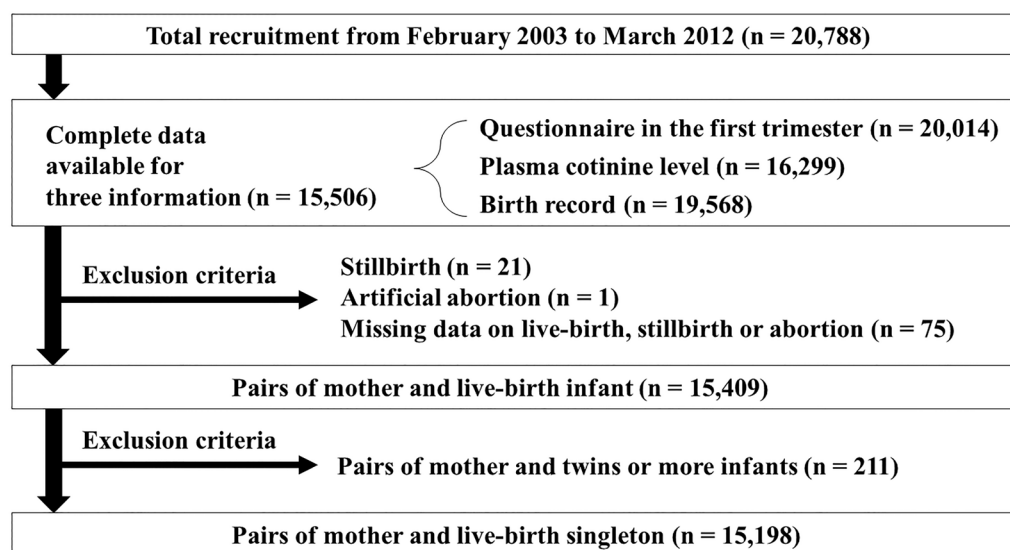 Total recruitment from February 2003 to March 2012 (n = 20,788)
Complete data
available for
three information (n = 15,506)
Questionnaire in the first trimester (n = 20,014)
Plasma cotinine level (n = 16,299)
Birth record (n = 19,568)
Exclusion criteria
Stillbirth (n = 21)
Artificial abortion (n = 1)
Missing data on live-birth, stillbirth or abortion (n = 75)
Pairs of mother and live-birth infant (n = 15,409)
Exclusion criteria
Pairs of mother and twins or more infants (n = 211)
Pairs of mother and live-birth singleton (n = 15,198)